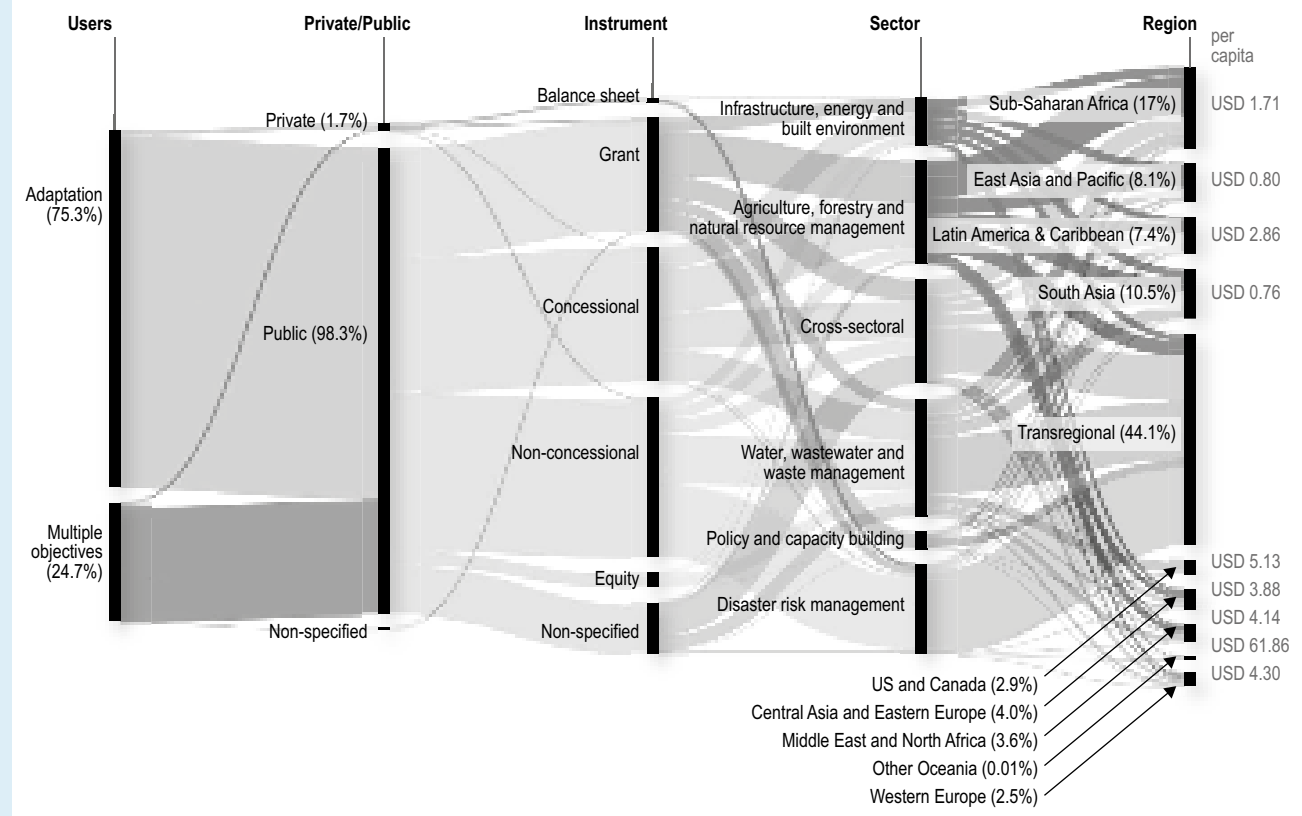 Users
Private/Public
Instrument
Sector
Region
per
capita
Adaptation
(75.3%)
Multiple
objectives
(24.7%)
Private (1.7%)
Public (98.3%)
Non-specified
Balance sheet
Grant
Concessional
Non-concessional
Equity
Non-specified
Infrastructure, energy and
built environment
Agriculture, forestry and
natural resource management
Cross-sectoral
Water, wastewater and
waste management
Policy and capacity building
Disaster risk management
Sub-Saharan Africa (17%)
USD 1.71
East Asia and Pacific (8.1%)
USD 0.80
Latin America & Caribbean (7.4%)
USD 2.86
South Asia (10.5%)
USD 0.76
Transregional (44.1%)
USD 5.13
USD 3.88
USD 4.14
USD 61.86
USD 4.30
US and Canada (2.9%)
Central Asia and Eastern Europe (4.0%)
Middle East and North Africa (3.6%)
Other Oceania (0.01%)
Western Europe (2.5%)